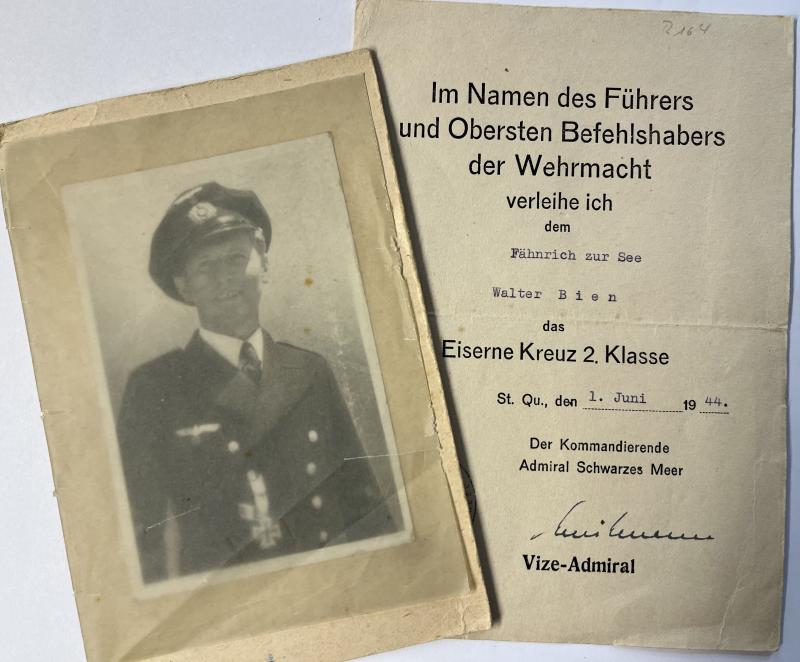 Im Namen des Führers
und Obersten Befehlshabers
der Wehrmacht
verleihe ich
dem
Fähnrich zur See
Walter B i e n
das
Eiserne Kreuz 2. Klasse
St. Qu., den 1. Juni 1944.
Der Kommandierende
Admiral Schwarzes Meer
Vize-Admiral